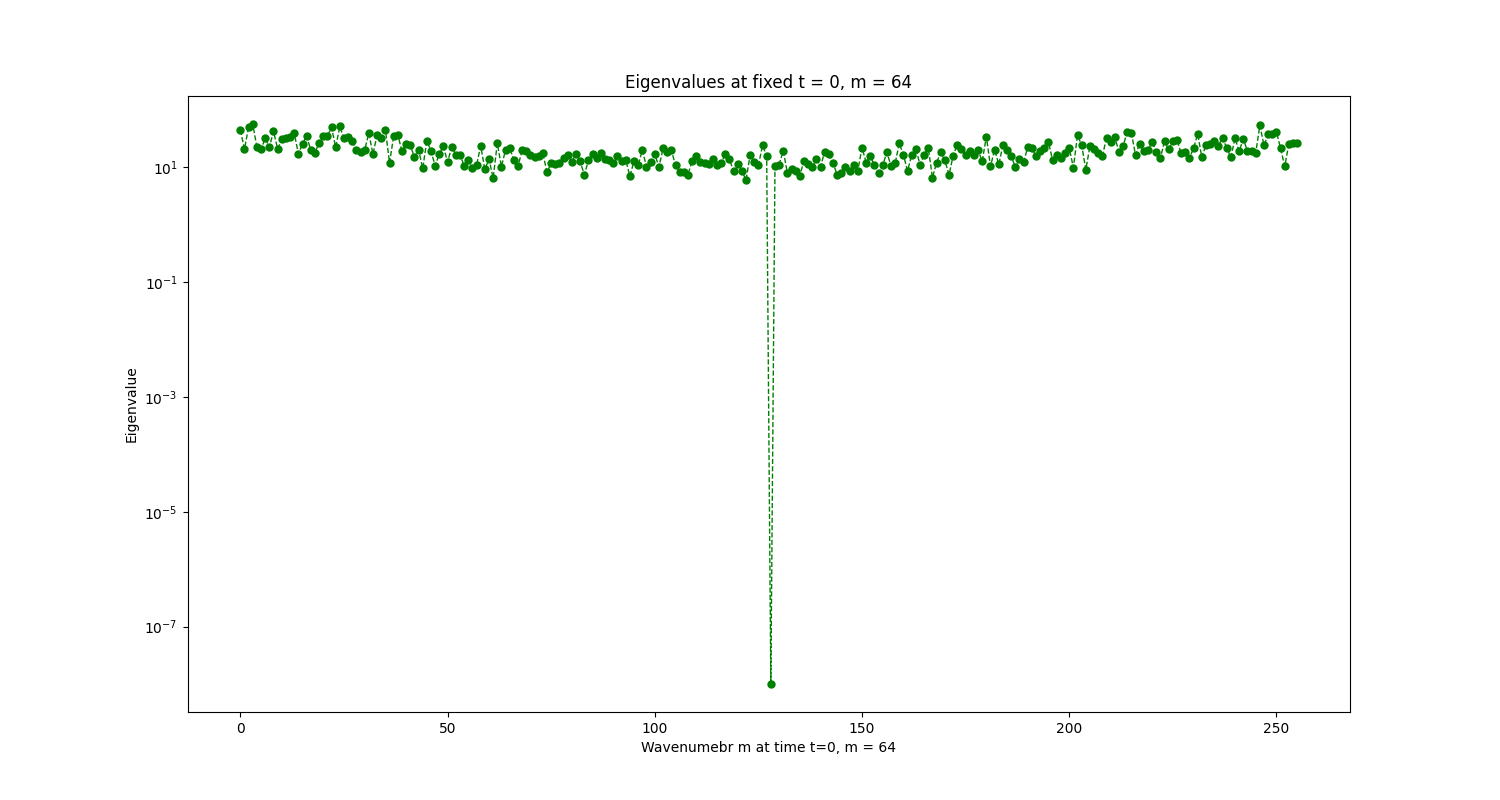 Eigenvalues at fixed t = 0, m = 64
10^1
10^-1
10^-3
10^-5
10^-7
Eigenvalue
0 50 100 150 200 250
Wavenumebr m at time t=0, m = 64